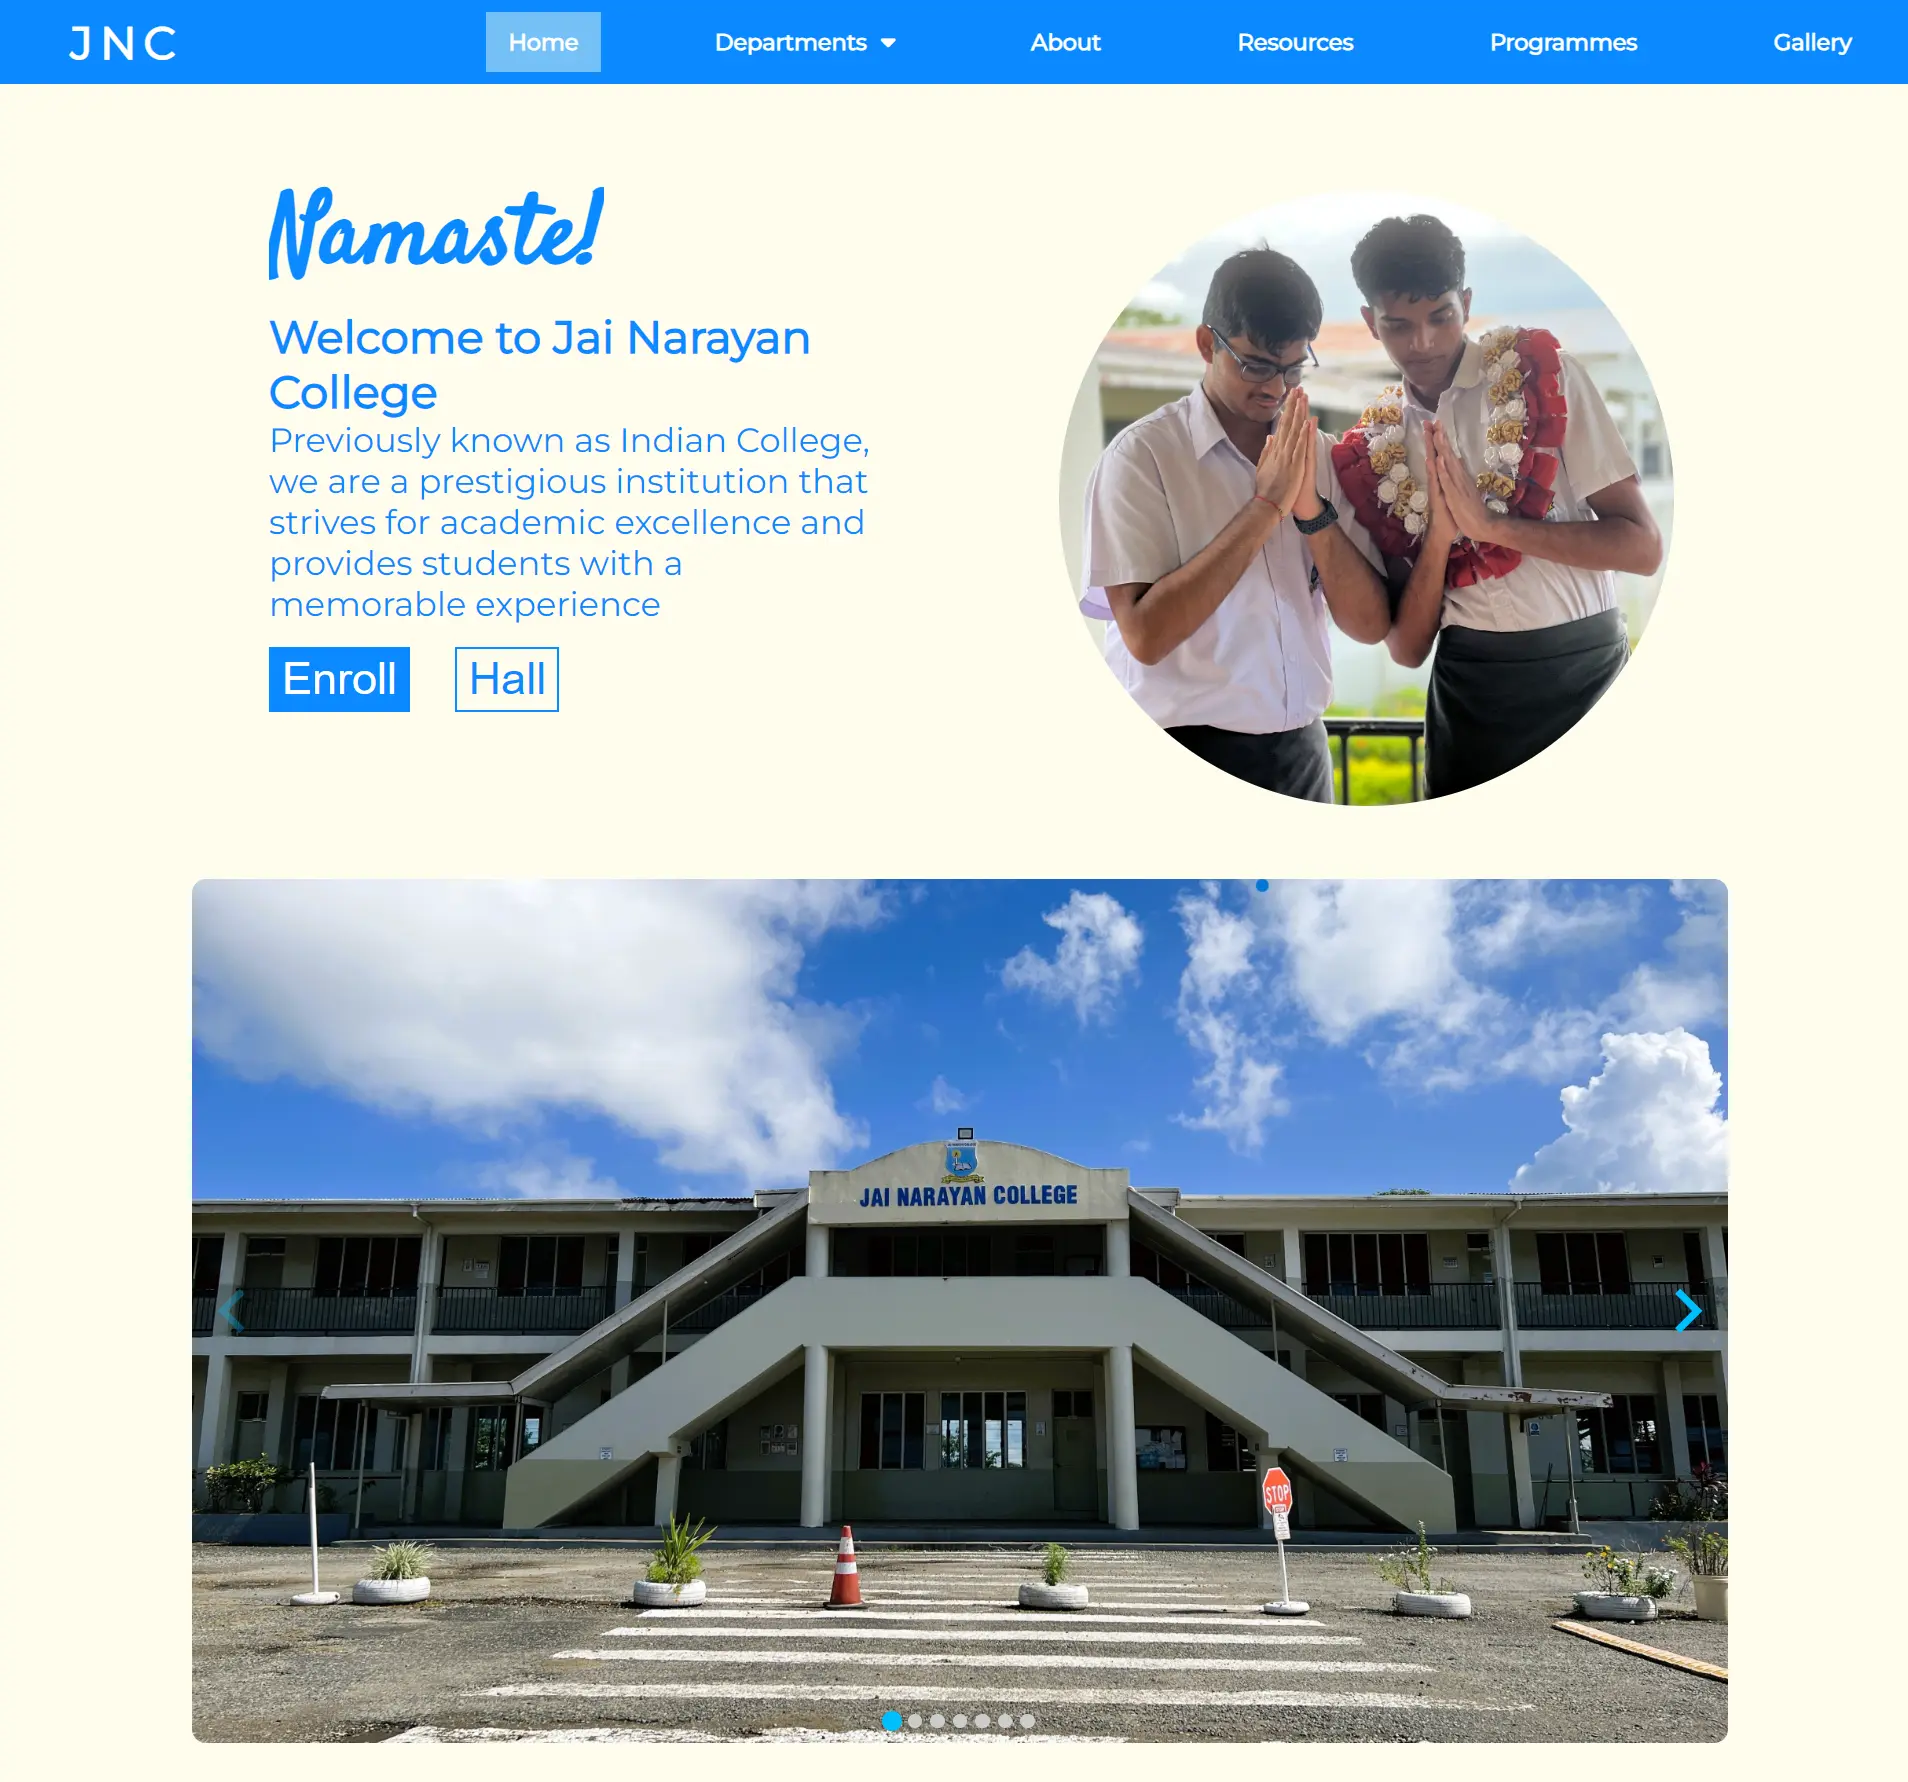 JNC
Home
Departments
About
Resources
Programmes
Gallery
Namaste!
Welcome to Jai Narayan
College
Previously known as Indian College,
we are a prestigious institution that
strives for academic excellence and
provides students with a
memorable experience
Enroll
Hall
JAI NARAYAN COLLEGE
STOP